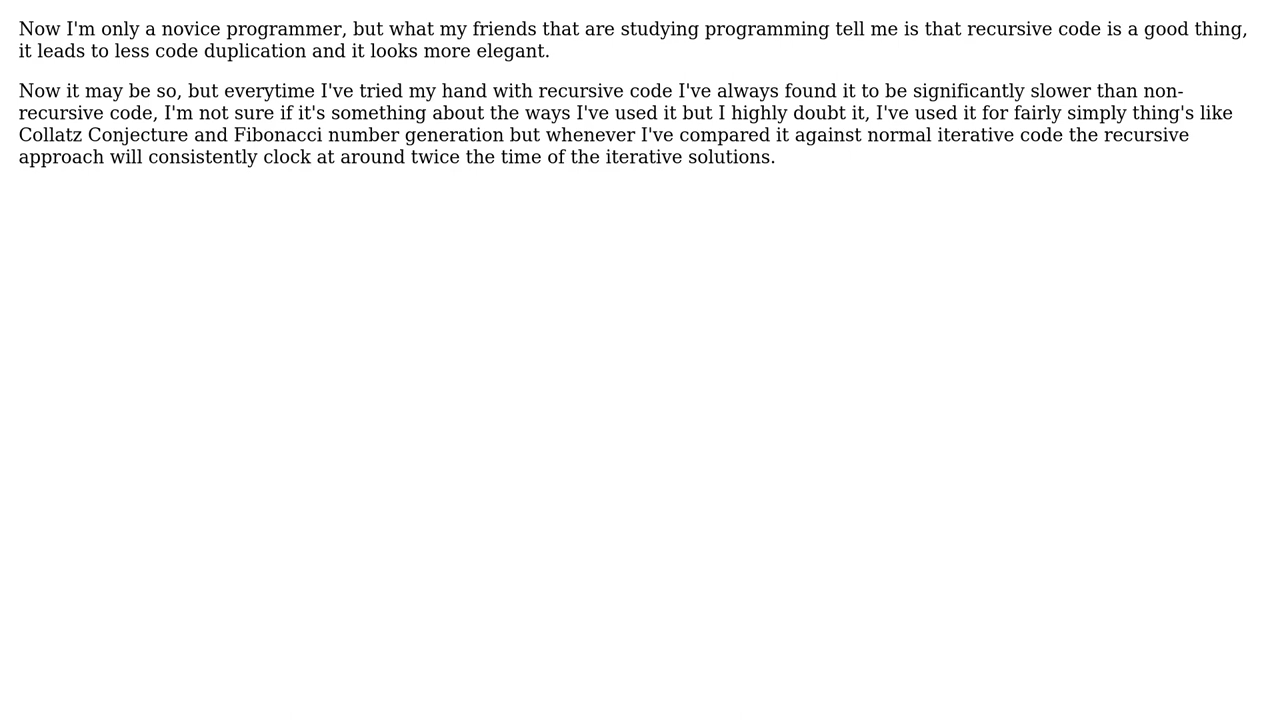 Now I'm only a novice programmer, but what my friends that are studying programming tell me is that recursive code is a good thing,
it leads to less code duplication and it looks more elegant.
Now it may be so, but everytime I've tried my hand with recursive code I've always found it to be significantly slower than non-
recursive code, I'm not sure if it's something about the ways I've used it but I highly doubt it, I've used it for fairly simply thing's like
Collatz Conjecture and Fibonacci number generation but whenever I've compared it against normal iterative code the recursive
approach will consistently clock at around twice the time of the iterative solutions.